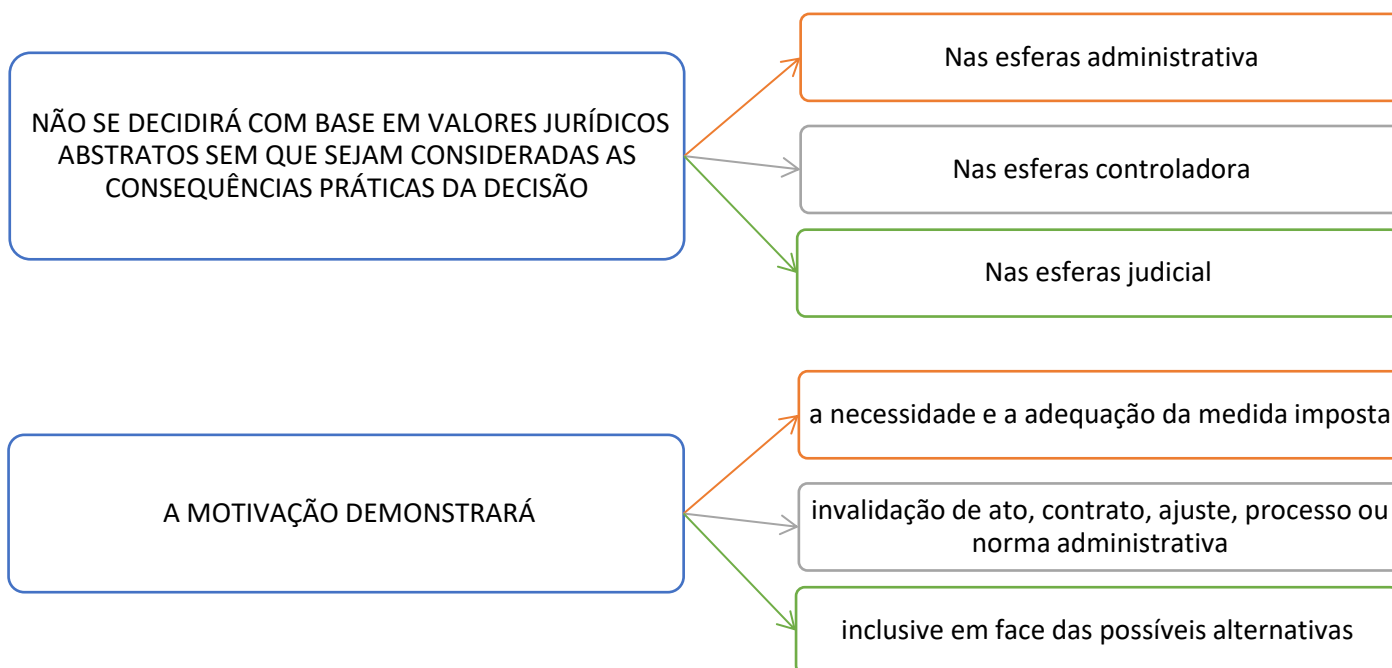 NÃO SE DECIDIRÁ COM BASE EM VALORES JURÍDICOS
ABSTRATOS SEM QUE SEJAM CONSIDERADAS AS
CONSEQUÊNCIAS PRÁTICAS DA DECISÃO
Nas esferas administrativa
Nas esferas controladora
Nas esferas judicial
A MOTIVAÇÃO DEMONSTRARÁ
a necessidade e a adequação da medida imposta
invalidação de ato, contrato, ajuste, processo ou
norma administrativa
inclusive em face das possíveis alternativas